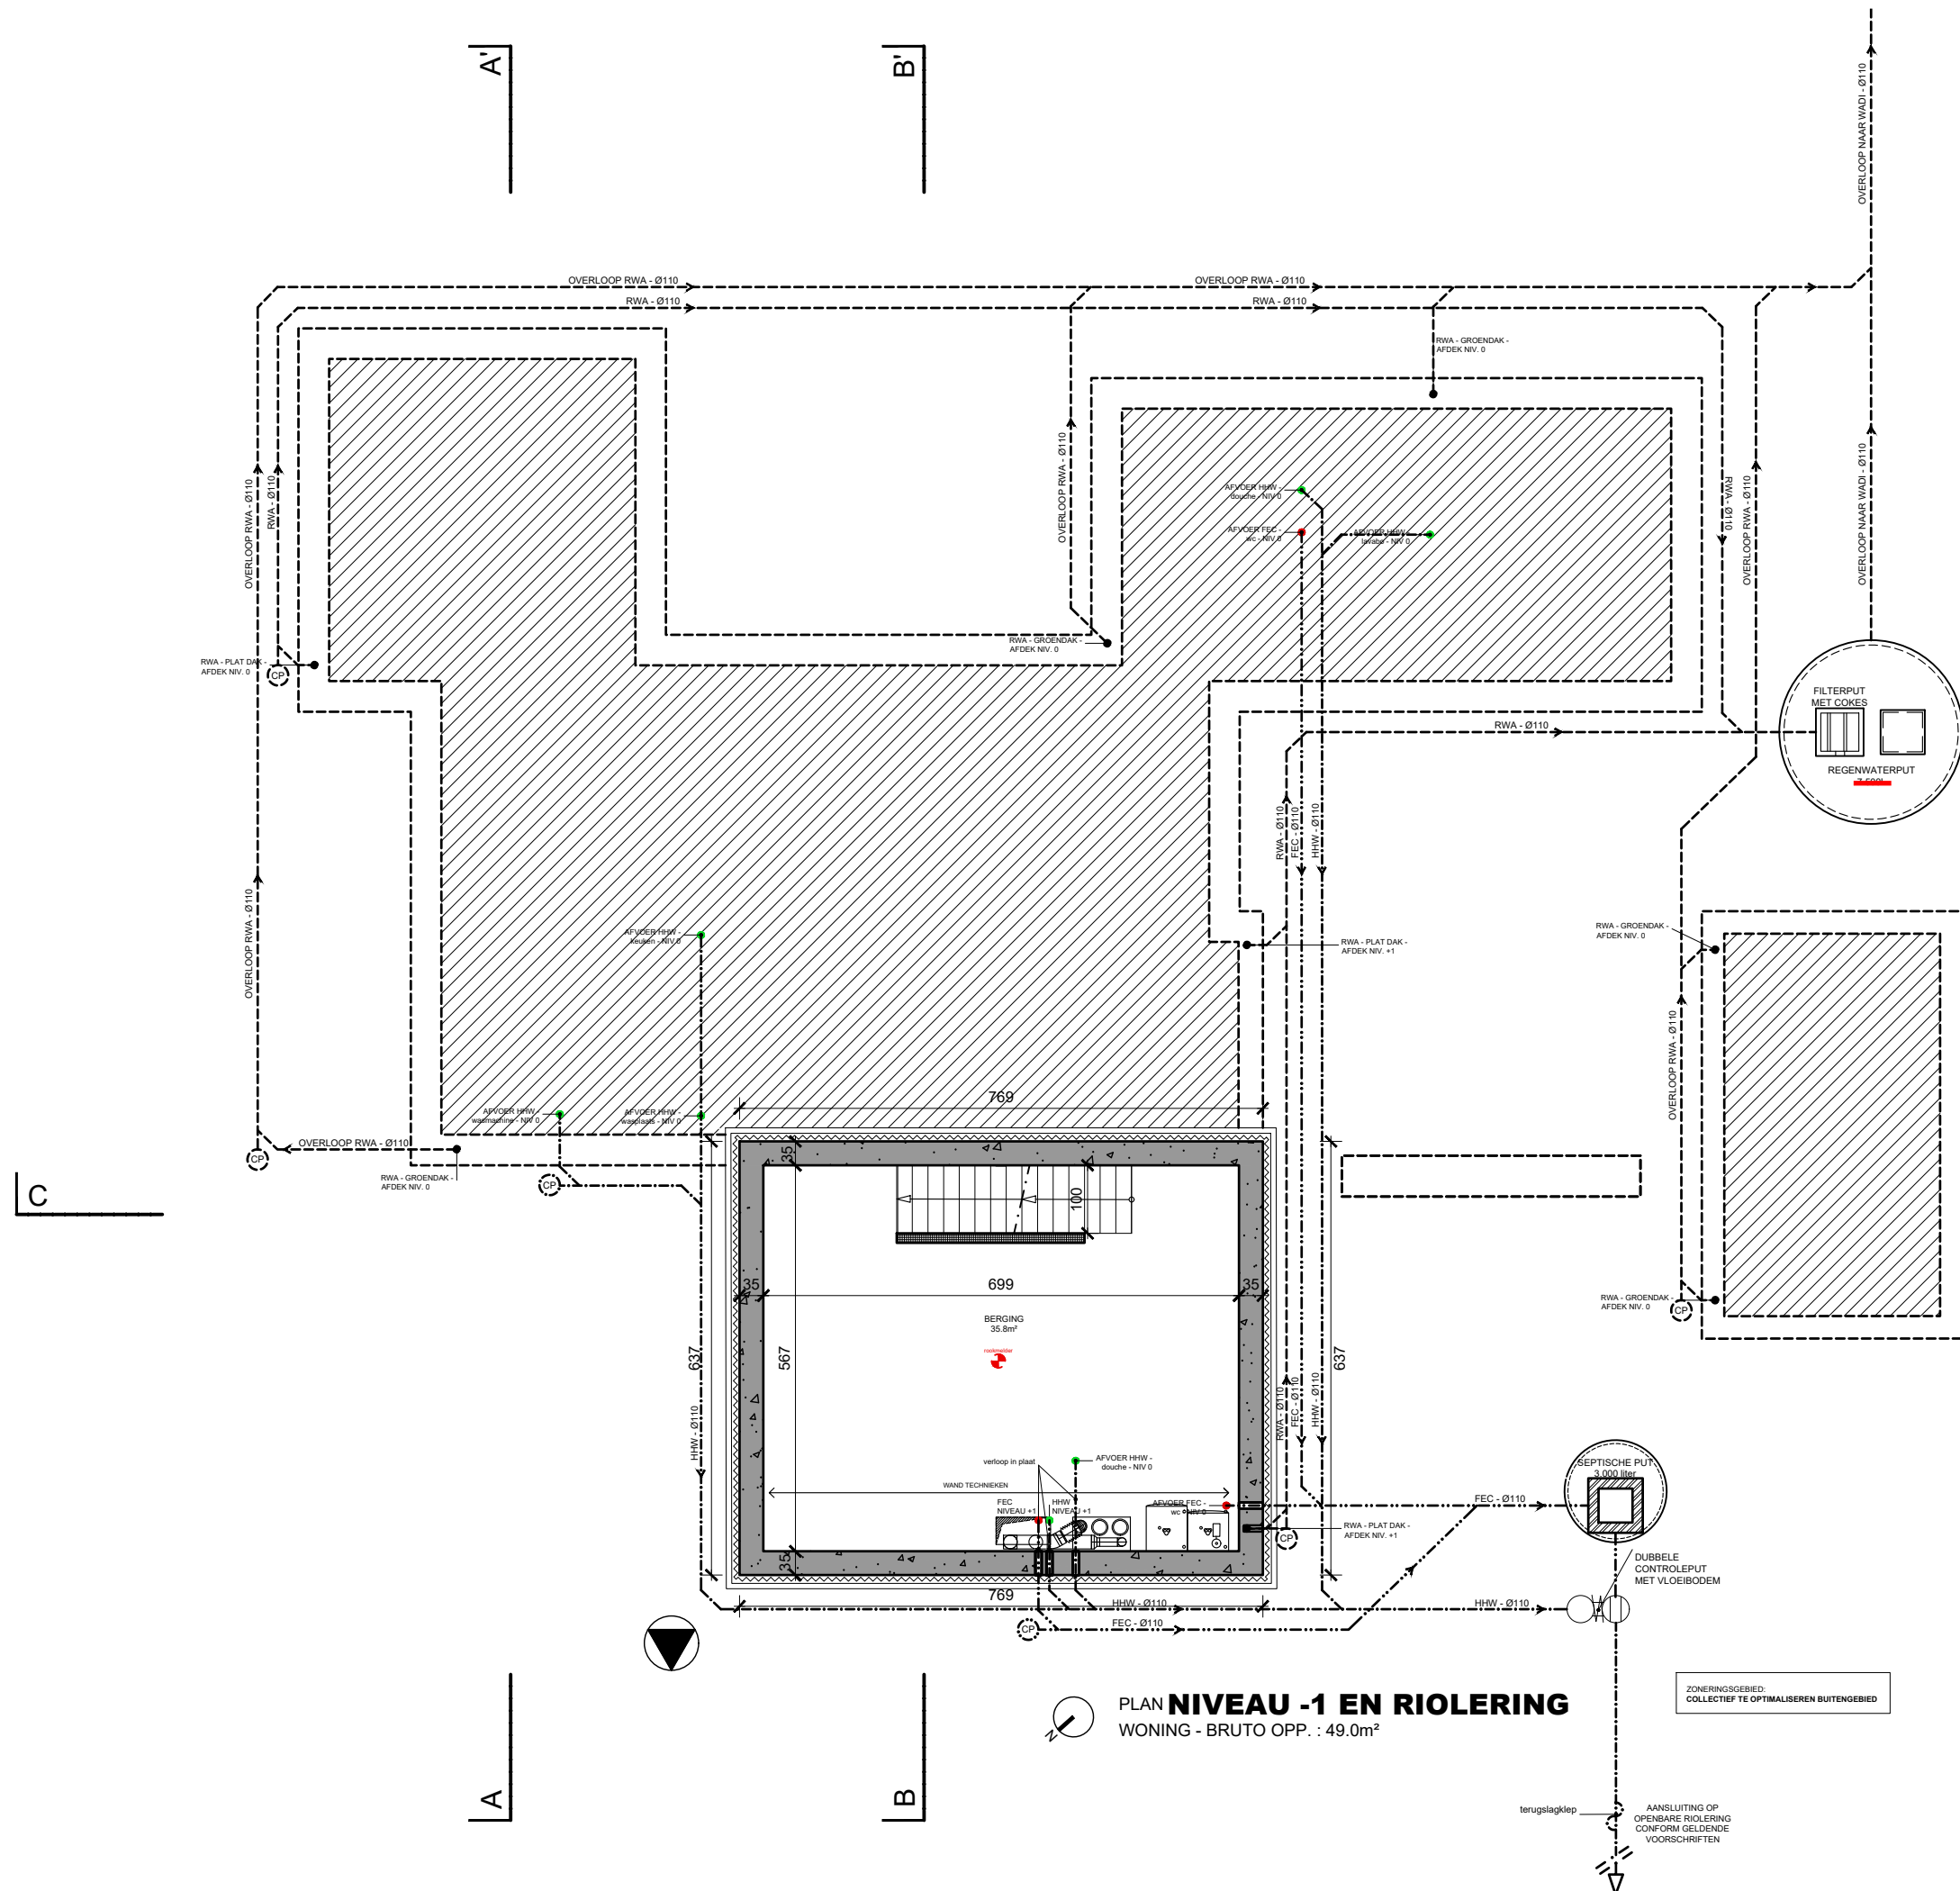 A'
B'
OVERLOOP NAAR WADI - Ø110
OVERLOOP RWA - Ø110
OVERLOOP RWA - Ø110
RWA - Ø110
RWA - Ø110
RWA - GROENDAK -
AFDEK NIV. 0
OVERLOOP RWA - Ø110
RWA - Ø110
OVERLOOP RWA - Ø110
AFVOER HHW -
douche - NIV 0
AFVOER FEC -
wc - NIV 0
AFVOER HHW -
lavabo - NIV 0
RWA - Ø110
OVERLOOP RWA - Ø110
OVERLOOP NAAR WADI - Ø110
RWA - GROENDAK -
AFDEK NIV. 0
RWA - PLAT DAK -
AFDEK NIV. 0
CP
FILTERPUT
MET COKES
REGENWATERPUT
RWA - Ø110
RWA - Ø110
FEC - Ø110
HHW - Ø110
OVERLOOP RWA - Ø110
AFVOER HHW -
keuken - NIV 0
RWA - PLAT DAK -
AFDEK NIV. +1
RWA - GROENDAK -
AFDEK NIV. 0
OVERLOOP RWA - Ø110
769
AFVOER HHW -
wasmachine - NIV 0
AFVOER HHW -
wasplaats - NIV 0
OVERLOOP RWA - Ø110
CP
RWA - GROENDAK -
AFDEK NIV. 0
CP
C
35
100
35
699
35
BERGING
35.8m²
rookmelder
637
567
637
RWA - GROENDAK -
AFDEK NIV. 0
CP
HHW - Ø110
RWA - Ø110
FEC - Ø110
HHW - Ø110
verloop in plaat
AFVOER HHW -
douche - NIV 0
WAND TECHNIEKEN
FEC
NIVEAU +1
HHW
NIVEAU +1
AFVOER FEC -
wc - NIV 0
SEPTISCHE PUT
3.000 liter
FEC - Ø110
RWA - PLAT DAK -
AFDEK NIV. +1
CP
35
769
DUBBELE
CONTROLEPUT
MET VLOEIBODEM
HHW - Ø110
HHW - Ø110
CP
FEC - Ø110
N
PLAN NIVEAU -1 EN RIOLERING
WONING - BRUTO OPP. : 49.0m²
ZONERINGSGEBIED:
COLLECTIEF TE OPTIMALISEREN BUITENGEBIED
A
B
terugslagklep
AANSLUITING OP
OPENBARE RIOLERING
CONFORM GELDENDE
VOORSCHRIFTEN